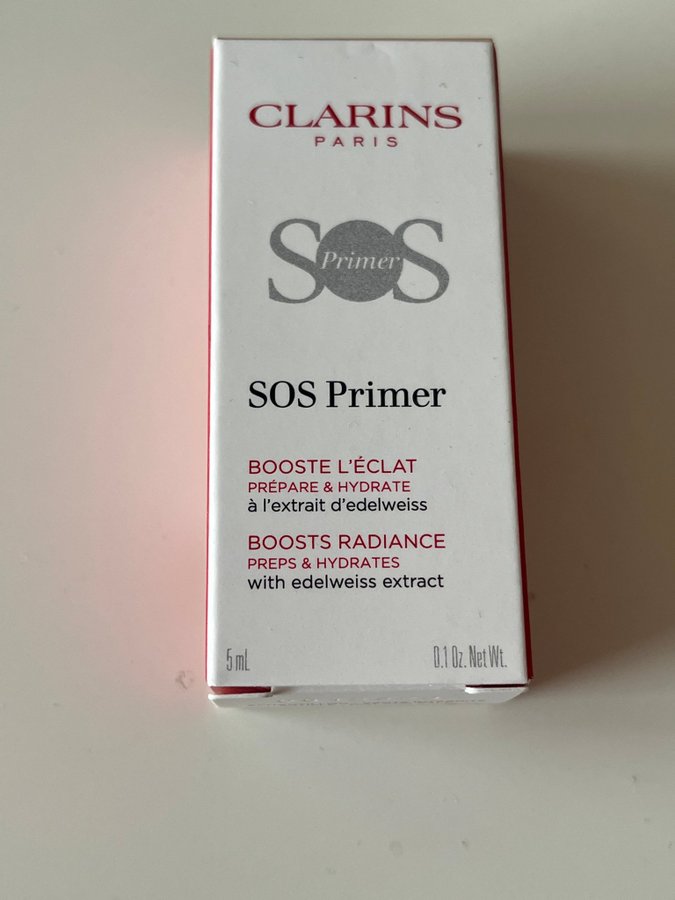 CLARINS
PARIS
SOS
Primer
SOS Primer
BOOSTE L'ÉCLAT
PRÉPARE & HYDRATE
à l'extrait d'edelweiss
BOOSTS RADIANCE
PREPS & HYDRATES
with edelweiss extract
5 mL
0.1 Oz. Net Wt.